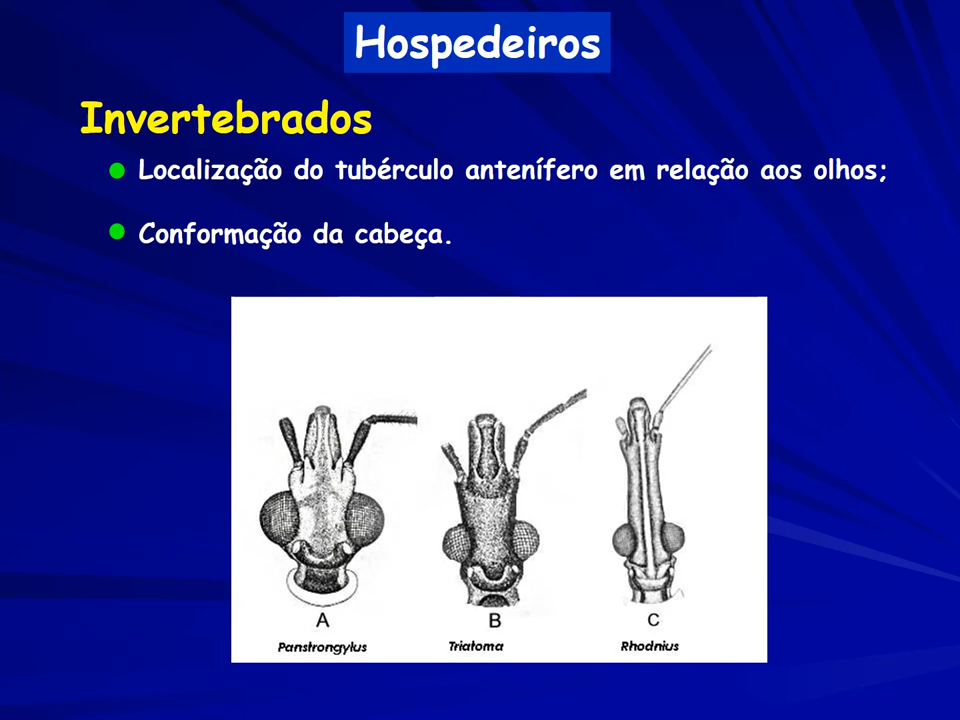 Hospedeiros
Invertebrados
Localização do tubérculo antenífero em relação aos olhos;
Conformação da cabeça.
A B C
Panstrongylus Triatoma Rhodnius